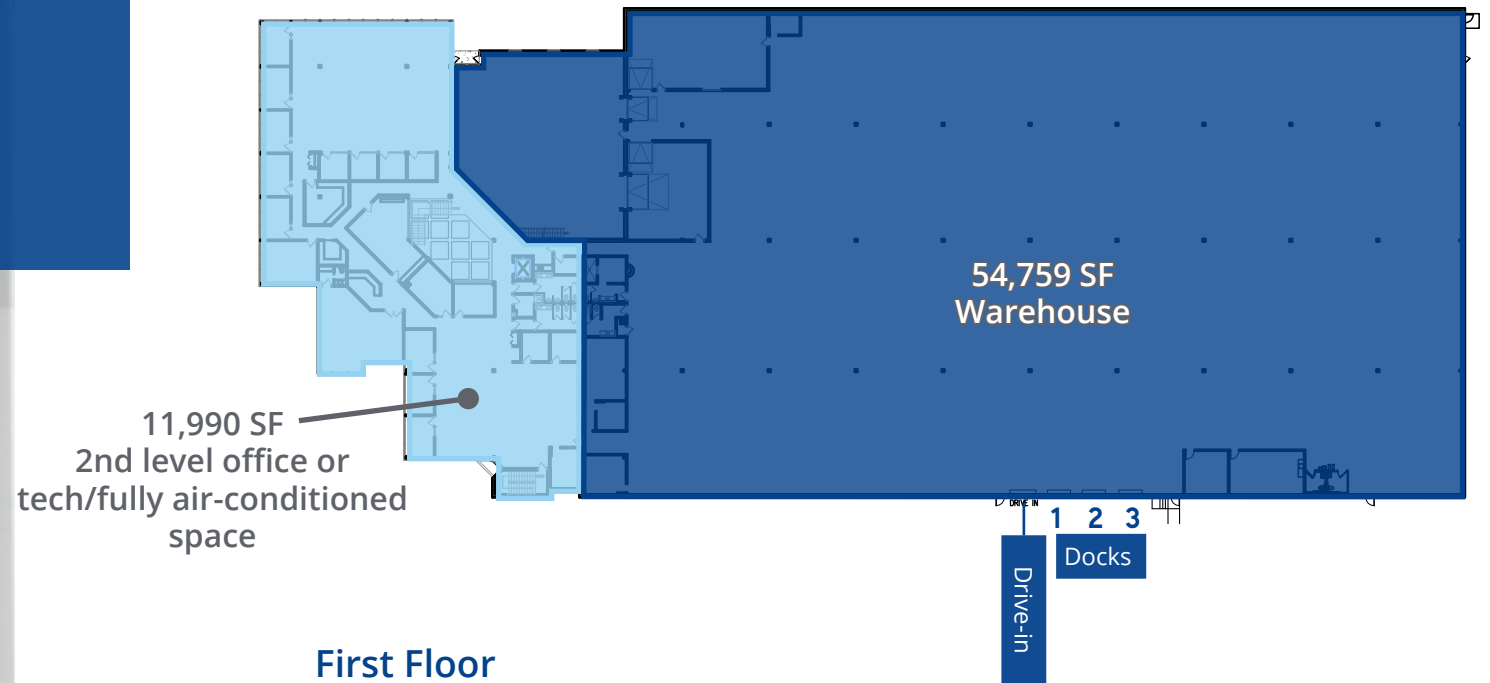 54,759 SF
Warehouse
11,990 SF
2nd level office or
tech/fully air-conditioned
space
DRIVE IN
1 2 3
Docks
Drive-in
First Floor